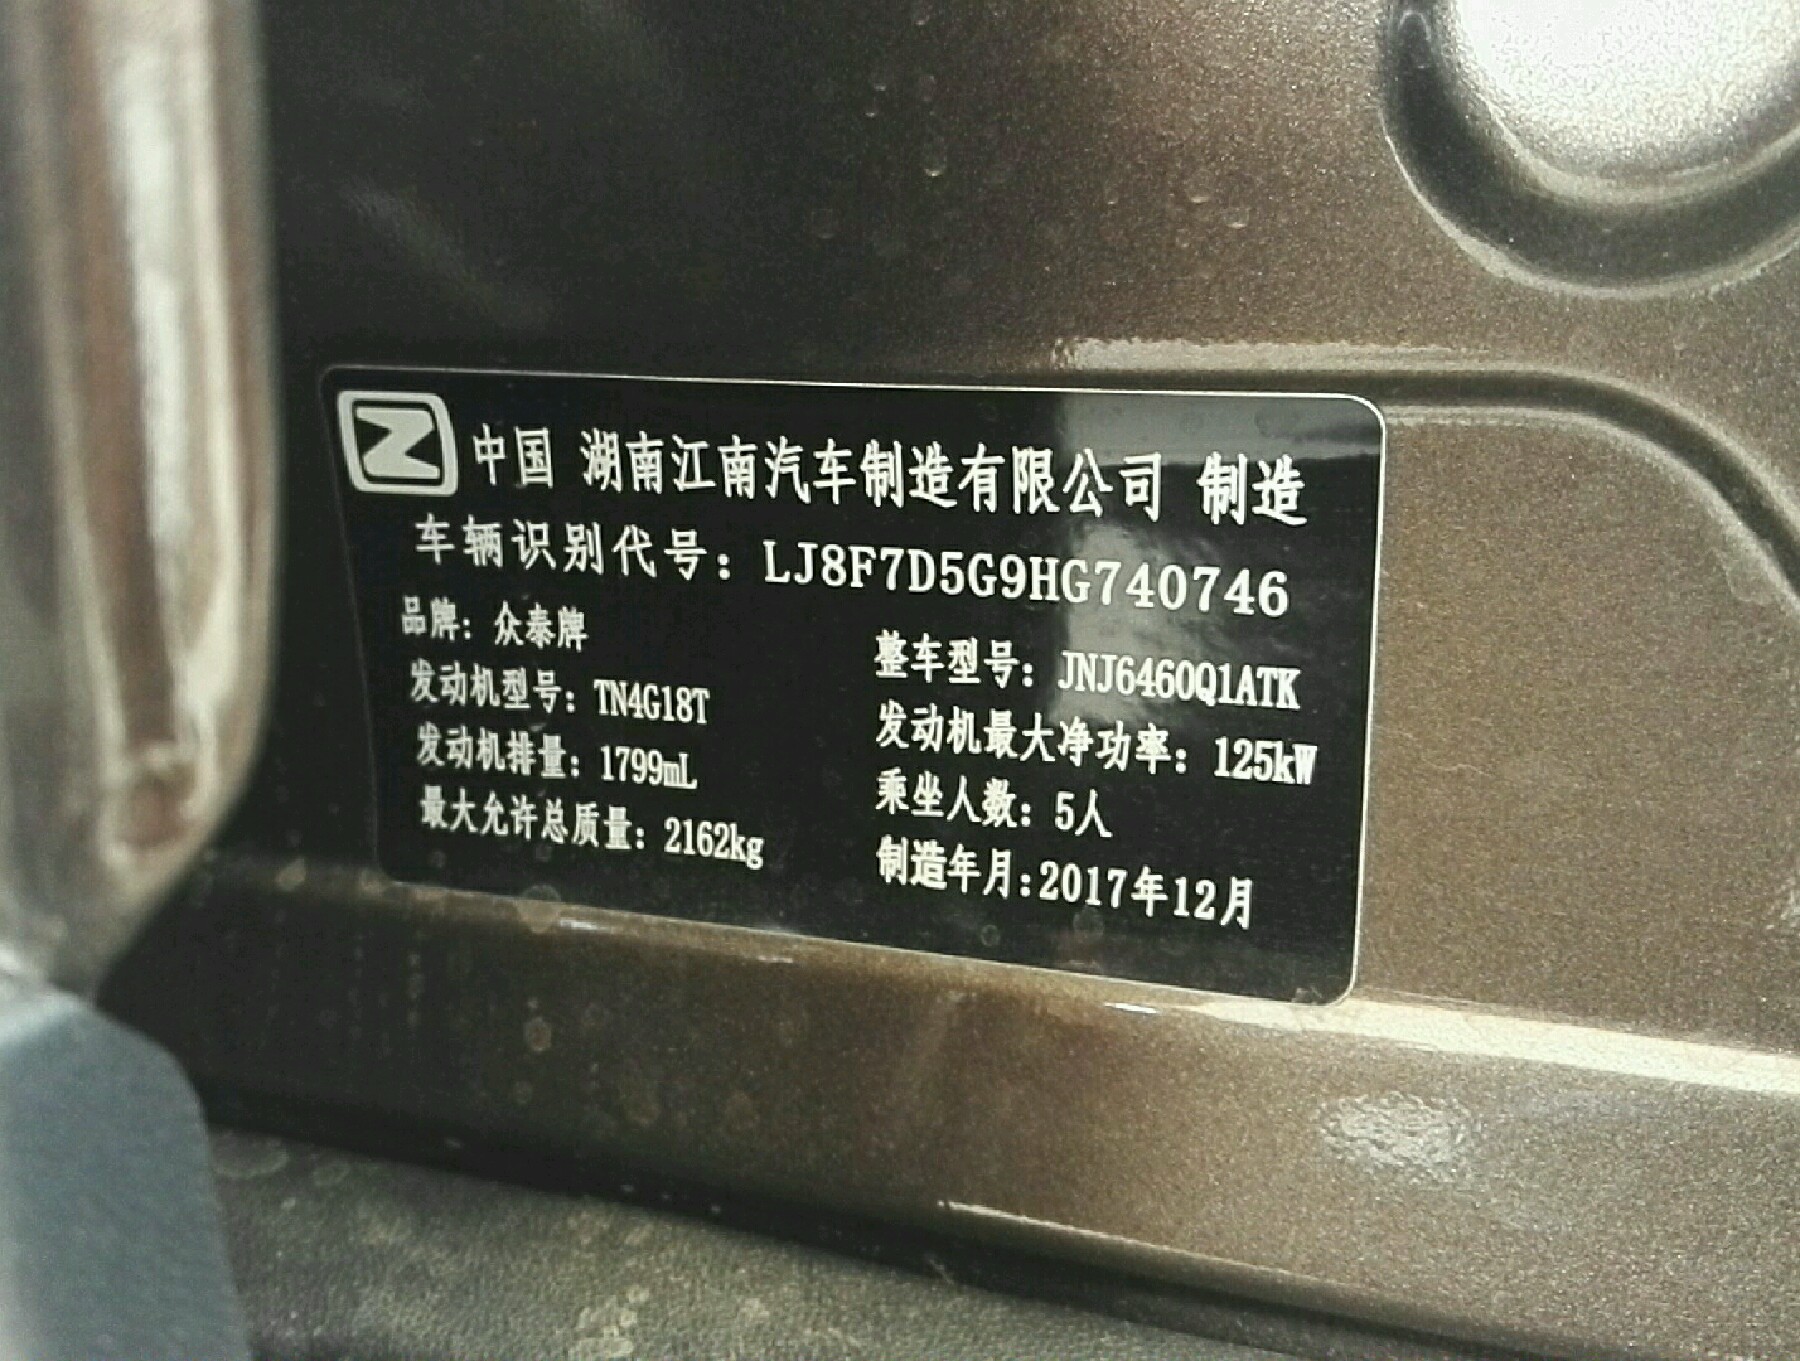 中国 湖南江南汽车制造有限公司 制造
车辆识别代号：LJ8F7D5G9HG740746
品牌：众泰牌
整车型号：JNJ6460Q1ATK
发动机型号：TN4G18T
发动机最大净功率：125kW
发动机排量：1799mL
乘坐人数：5人
最大允许总质量：2162kg
制造年月：2017年12月